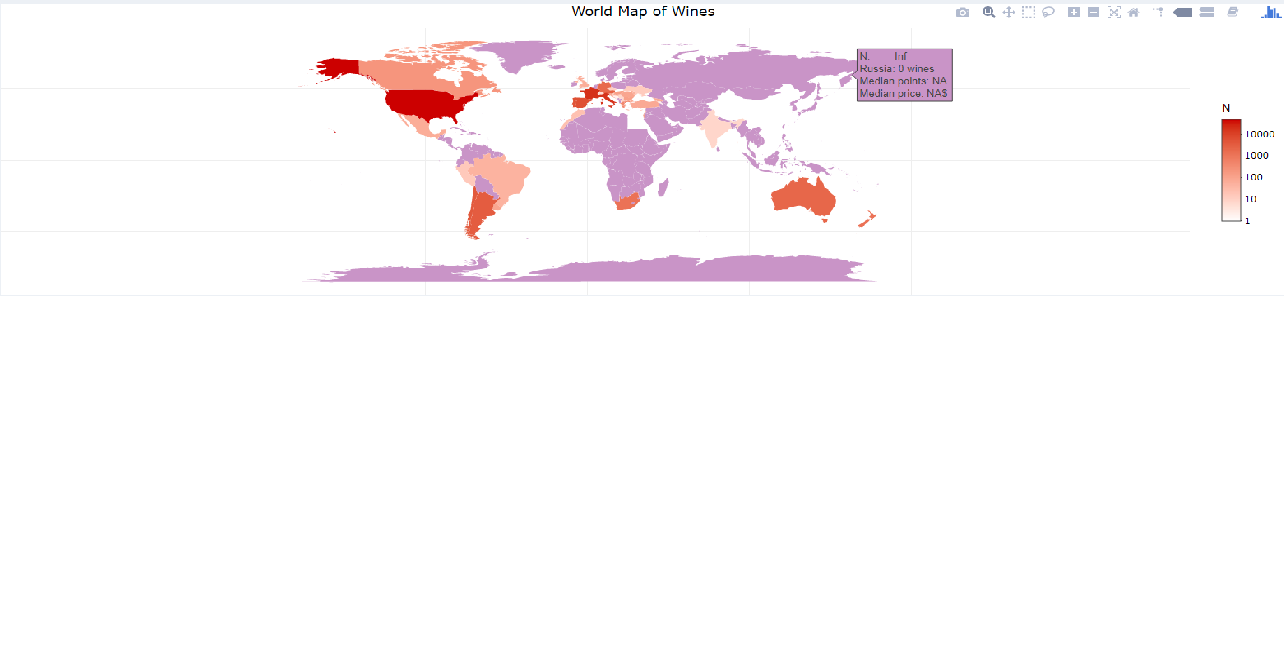 World Map of Wines
N: Inf
Russia: 0 wines
Median points: NA
Median price: NA$
N
10000
1000
100
10
1